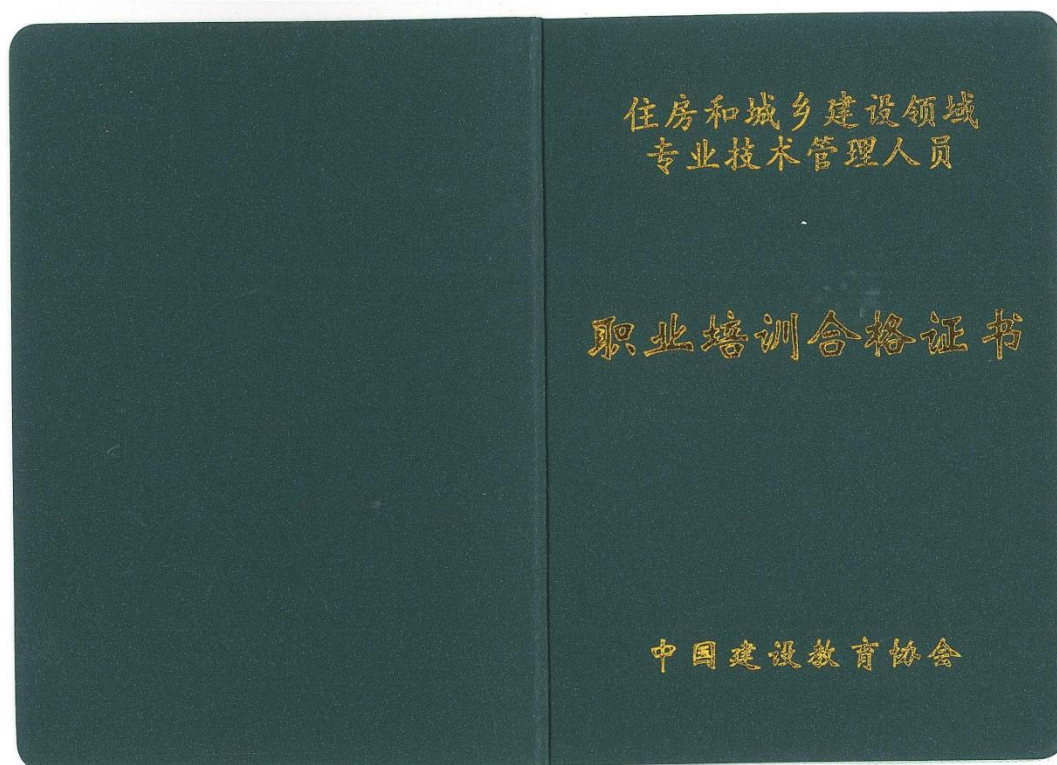 住房和城乡建设领域
专业技术管理人员
职业培训合格证书
中国建设教育协会